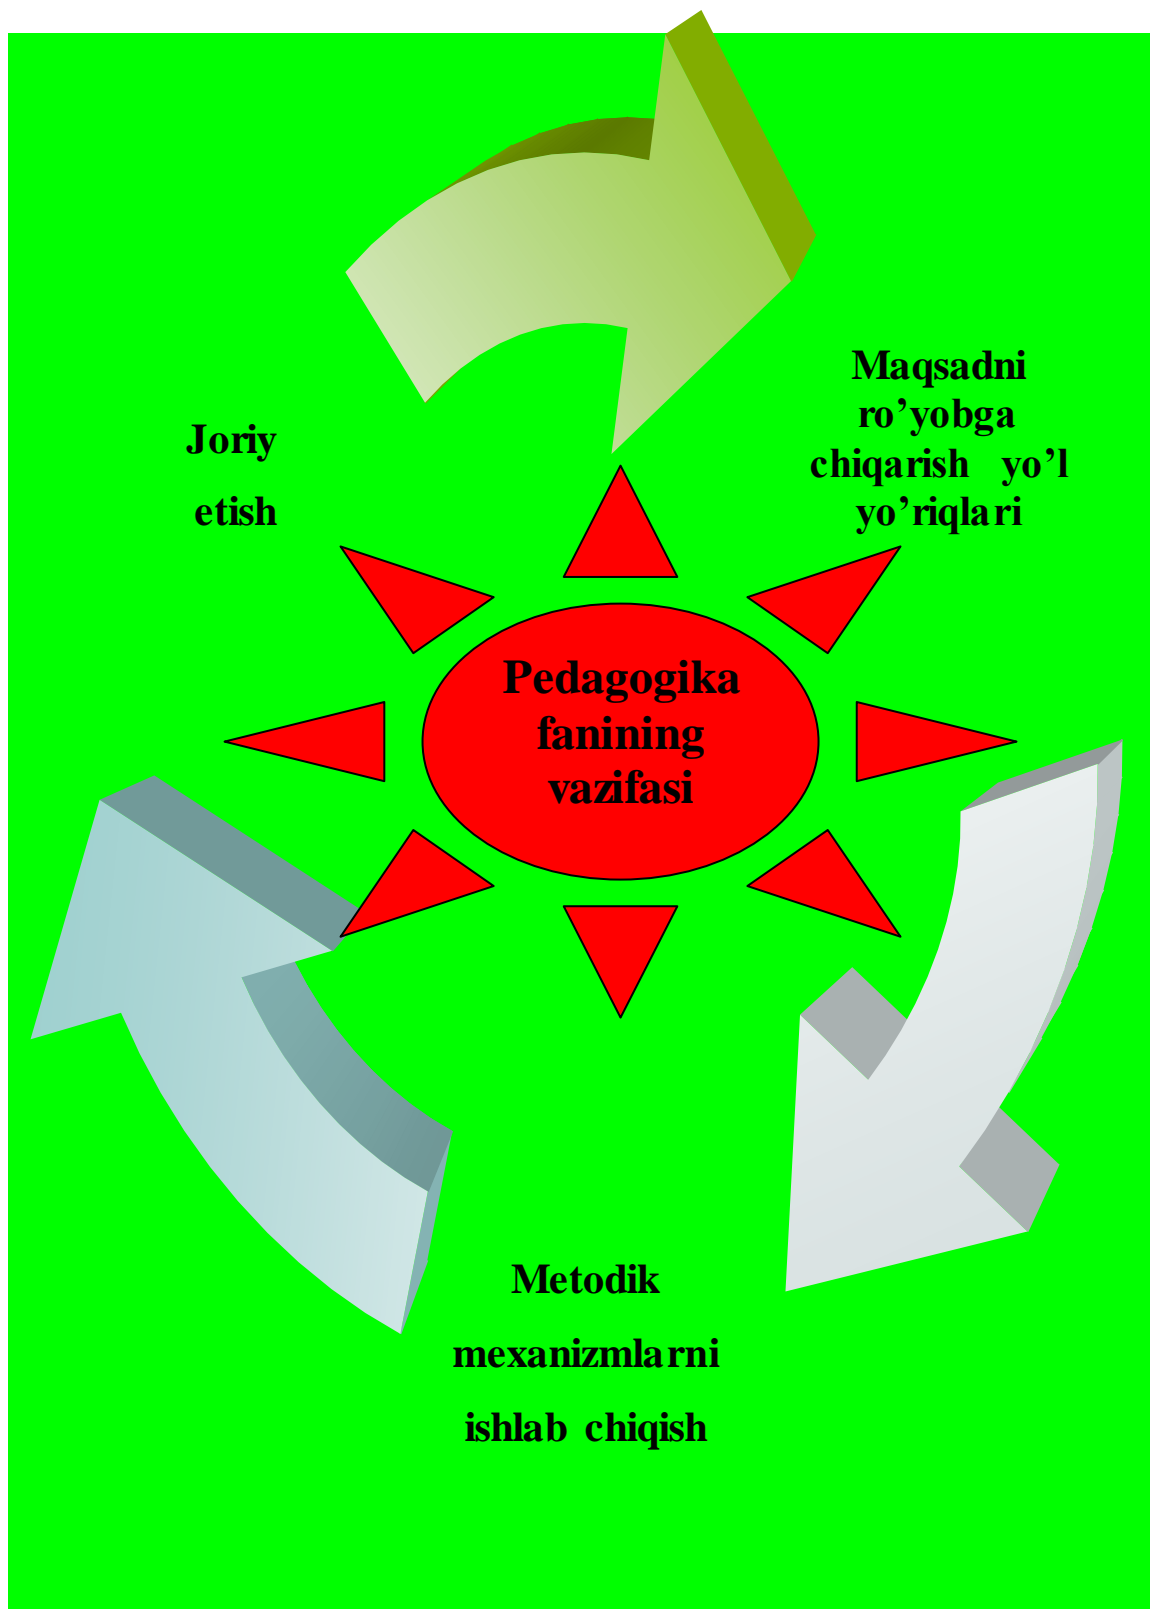 Maqsadni
ro’yobga
chiqarish yo’l
yo’riqlari
Joriy
etish
Pedagogika
fanining
vazifasi
Metodik
mexanizmlarni
ishlab chiqish